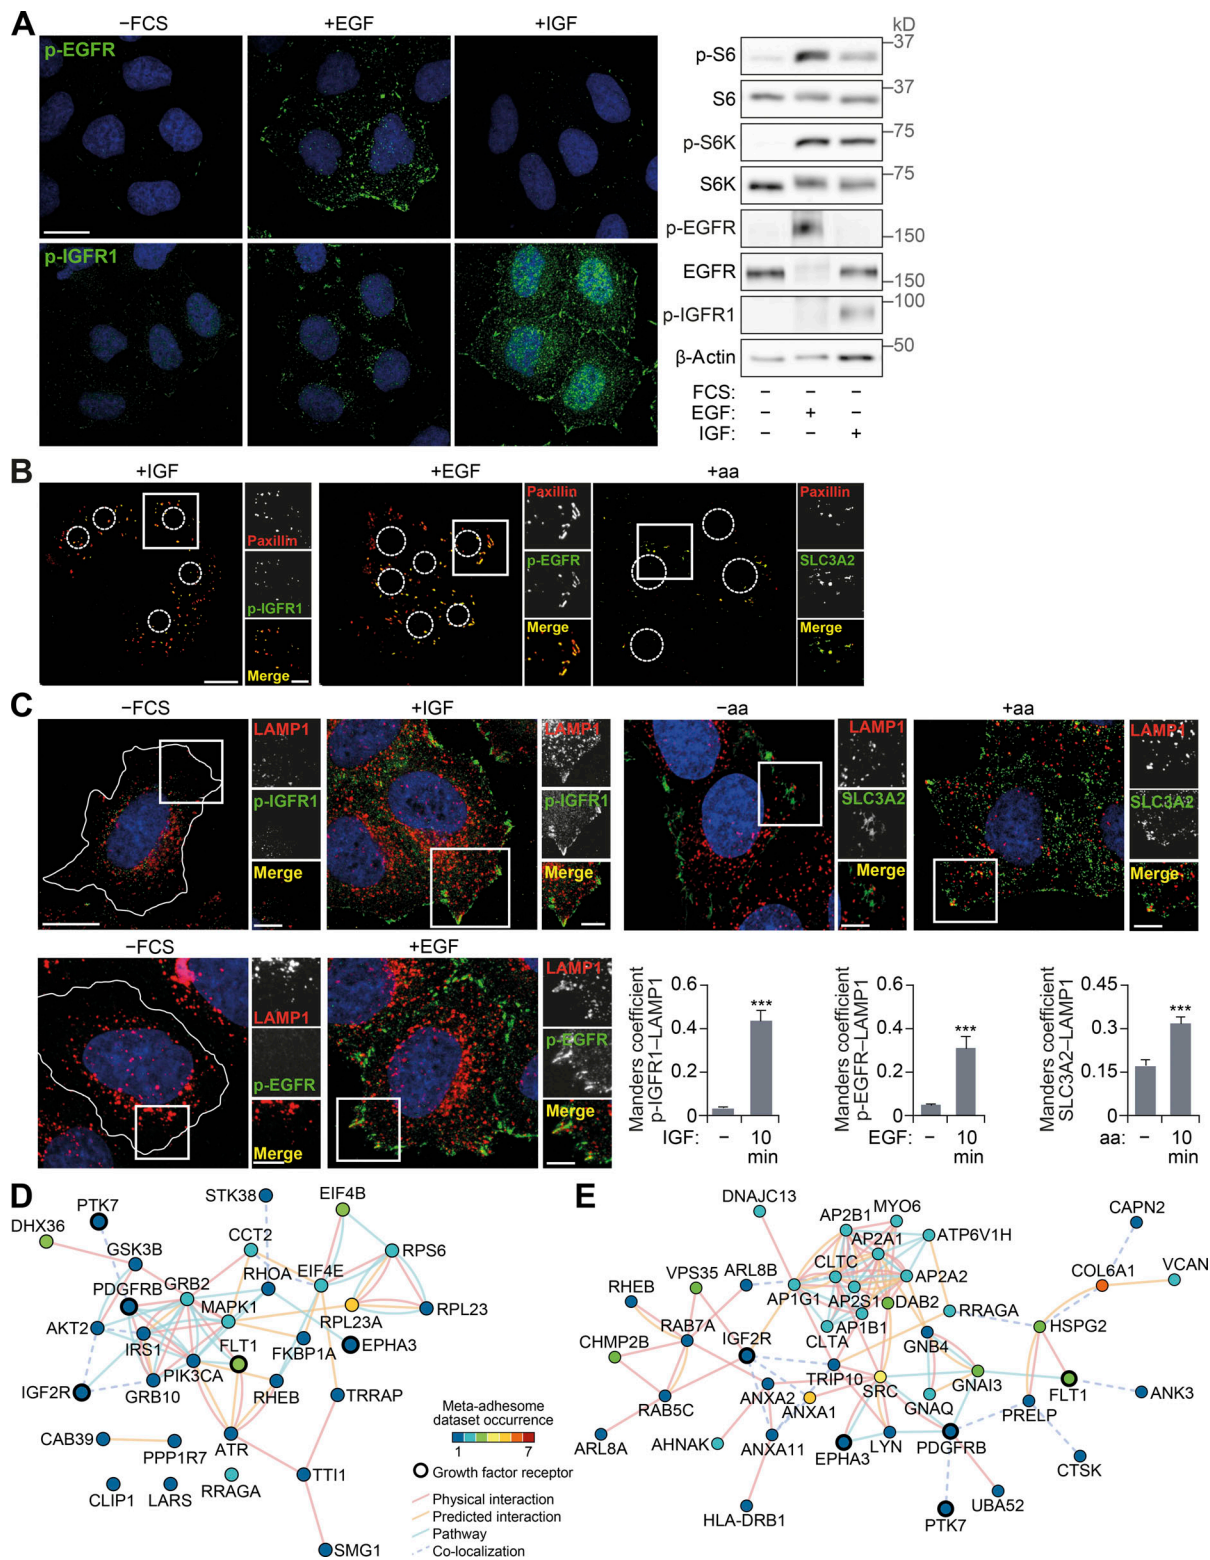 A
−FCS
+EGF
+IGF
p-EGFR
p-IGFR1
kD
p-S6
37
S6
37
p-S6K
75
S6K
75
p-EGFR
150
EGFR
150
p-IGFR1
100
β-Actin
50
FCS: − − −
EGF: − + −
IGF: − − +
B
+IGF
+EGF
+aa
Paxillin
p-IGFR1
Merge
Paxillin
p-EGFR
Merge
Paxillin
SLC3A2
Merge
C
−FCS
+IGF
−aa
+aa
LAMP1
p-IGFR1
Merge
LAMP1
p-IGFR1
Merge
LAMP1
SLC3A2
Merge
LAMP1
SLC3A2
Merge
−FCS
+EGF
LAMP1
p-EGFR
Merge
LAMP1
p-EGFR
Merge
Manders coefficient
p-IGFR1–LAMP1
0.6
0.4
0.2
0
***
IGF: − 10
min
Manders coefficient
p-EGFR–LAMP1
0.6
0.4
0.2
0
***
EGF: − 10
min
Manders coefficient
SLC3A2–LAMP1
0.45
0.3
0.15
0
***
aa: − 10
min
D
STK38
EIF4B
PTK7
DHX36
CCT2
RPS6
GSK3B
RHOA
EIF4E
PDGFRB
GRB2
MAPK1
RPL23
RPL23A
AKT2
FLT1
EPHA3
IRS1
FKBP1A
PIK3CA
IGF2R
GRB10
RHEB
TRRAP
CAB39
PPP1R7
ATR
TTI1
RRAGA
CLIP1
LARS
SMG1
Meta-adhesome
dataset occurrence
1
7
Growth factor receptor
Physical interaction
Predicted interaction
Pathway
Co-localization
E
DNAJC13
MYO6
CAPN2
AP2B1
ATP6V1H
AP2A1
CLTC
VPS35
ARL8B
AP2A2
COL6A1
VCAN
RHEB
AP1G1
AP2S1
DAB2
RRAGA
RAB7A
AP1B1
CLTA
HSPG2
CHMP2B
IGF2R
GNB4
TRIP10
SRC
GNAI3
FLT1
ANK3
RAB5C
ANXA2
ANXA1
GNAQ
PRELP
ARL8A
AHNAK
ANXA11
EPHA3
LYN
PDGFRB
CTSK
HLA-DRB1
UBA52
PTK7